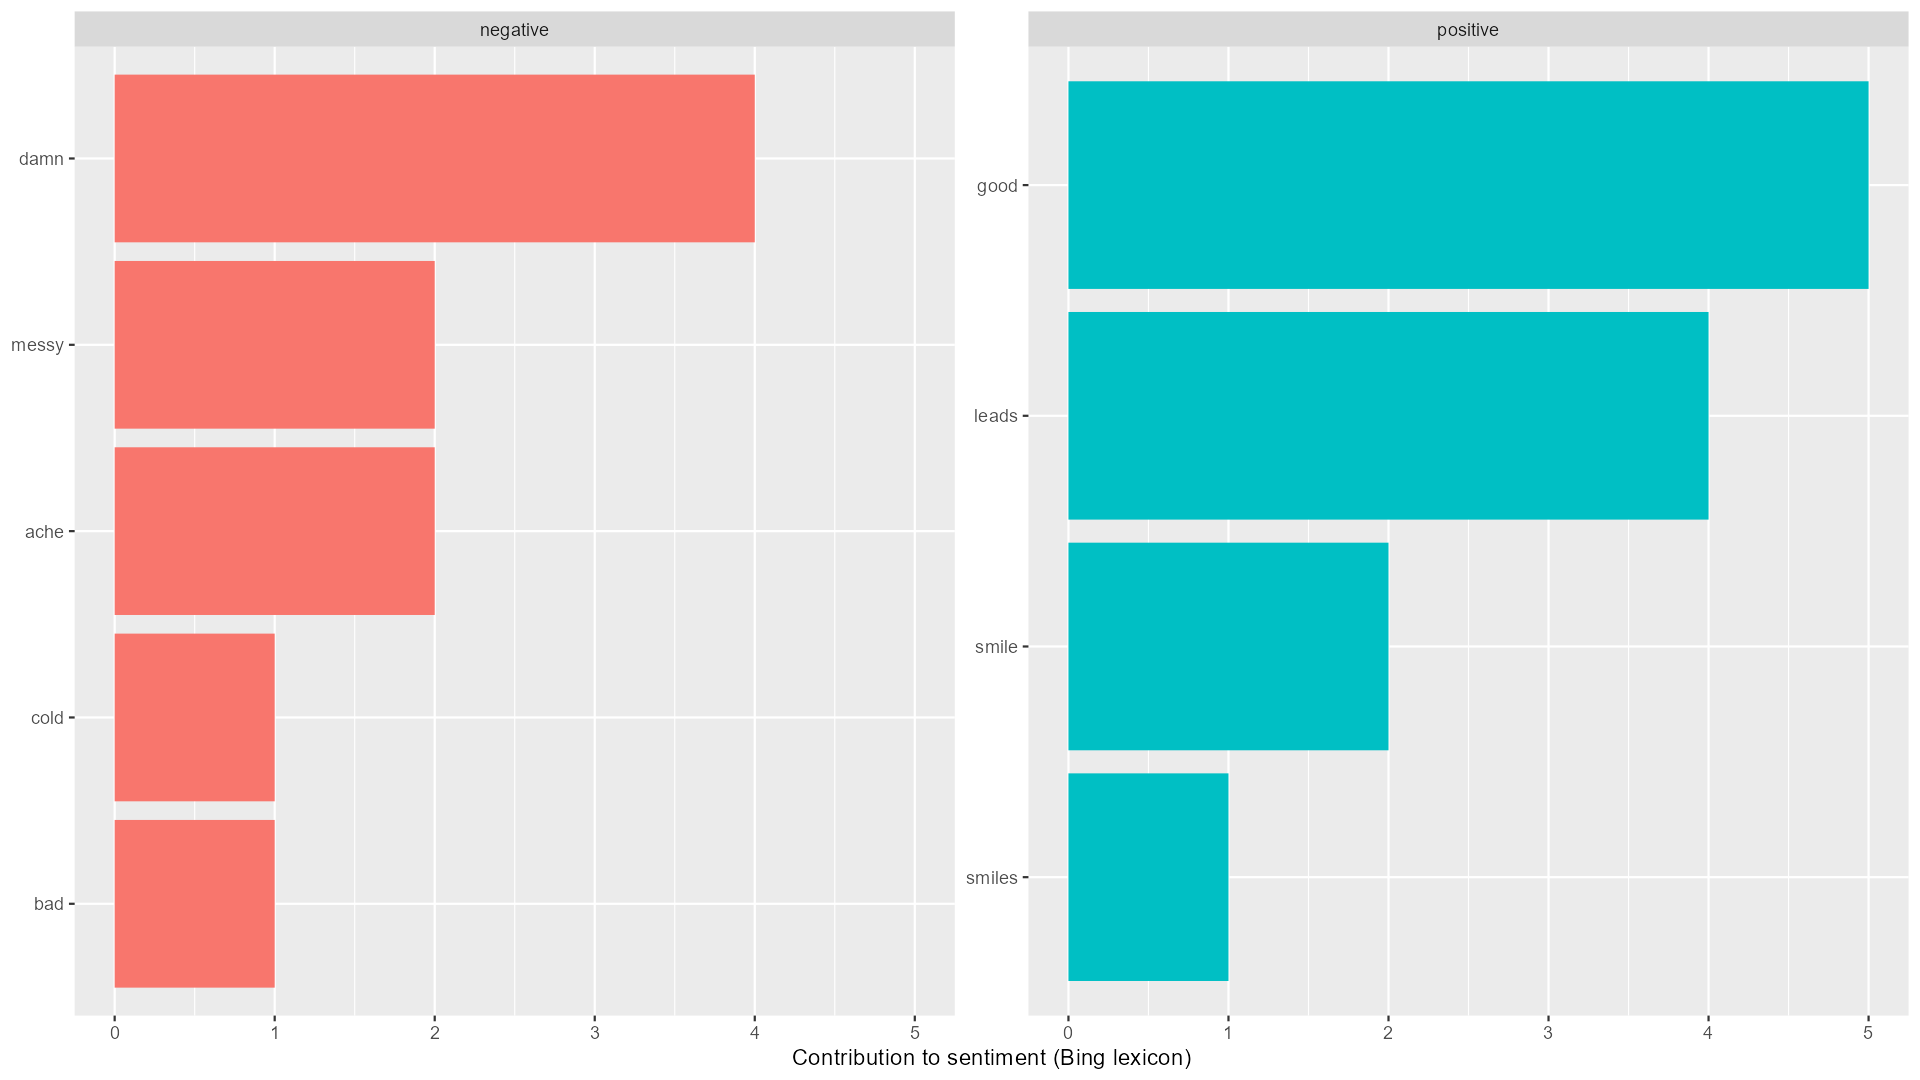 negative
damn
messy
ache
cold
bad
0 1 2 3 4 5
positive
good
leads
smile
smiles
0 1 2 3 4 5
Contribution to sentiment (Bing lexicon)